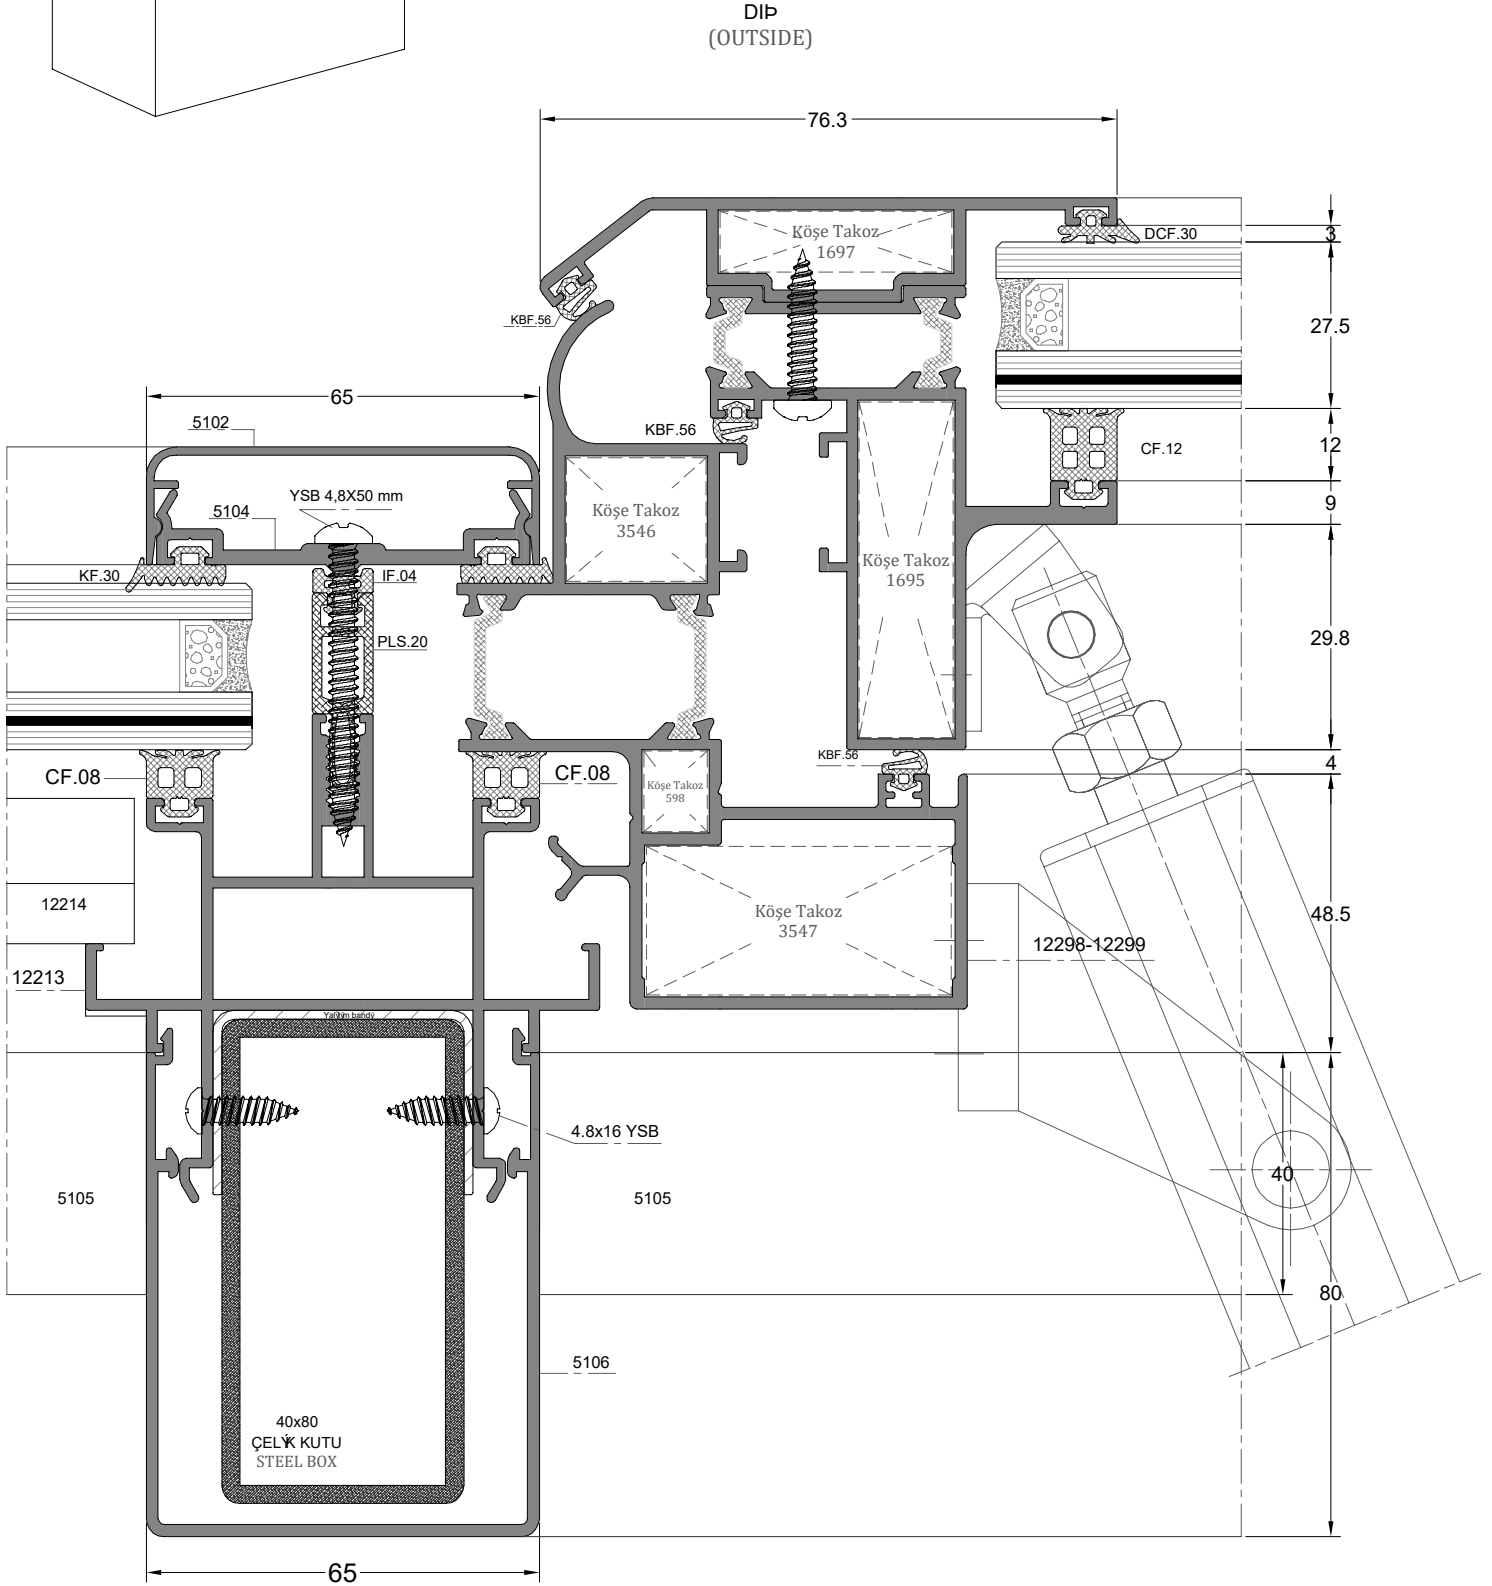 DIÞ
(OUTSIDE)
76.3
Köşe Takoz
1697
DCF.30
3
KBF.56
27.5
65
5102
KBF.56
CF.12
12
YSB 4,8X50 mm
5104
Köşe Takoz
3546
9
KF.30
IF.04
Köşe Takoz
1695
PLS.20
29.8
KBF.56
4
CF.08
CF.08
Köşe Takoz
598
12214
Köşe Takoz
3547
48.5
12298-12299
12213
Yalýtým bandý
4.8x16 YSB
40
5105
5105
80
5106
40x80
ÇELÝK KUTU
STEEL BOX
65